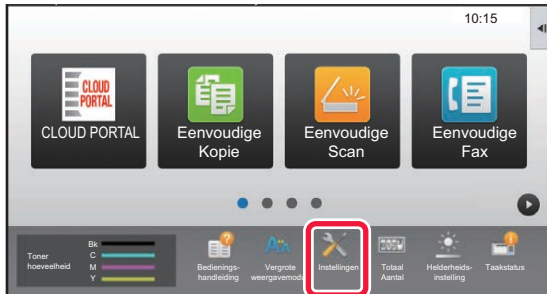 10:15
CLOUD
PORTAL
CLOUD PORTAL
Eenvoudige
Kopie
Eenvoudige
Scan
Eenvoudige
Fax
Toner
hoeveelheid
Bk
C
M
Y
Bedienings-
handleiding
Vergrote
weergavemodus
Instellingen
Totaal
Aantal
Helderheids-
instelling
Taakstatus